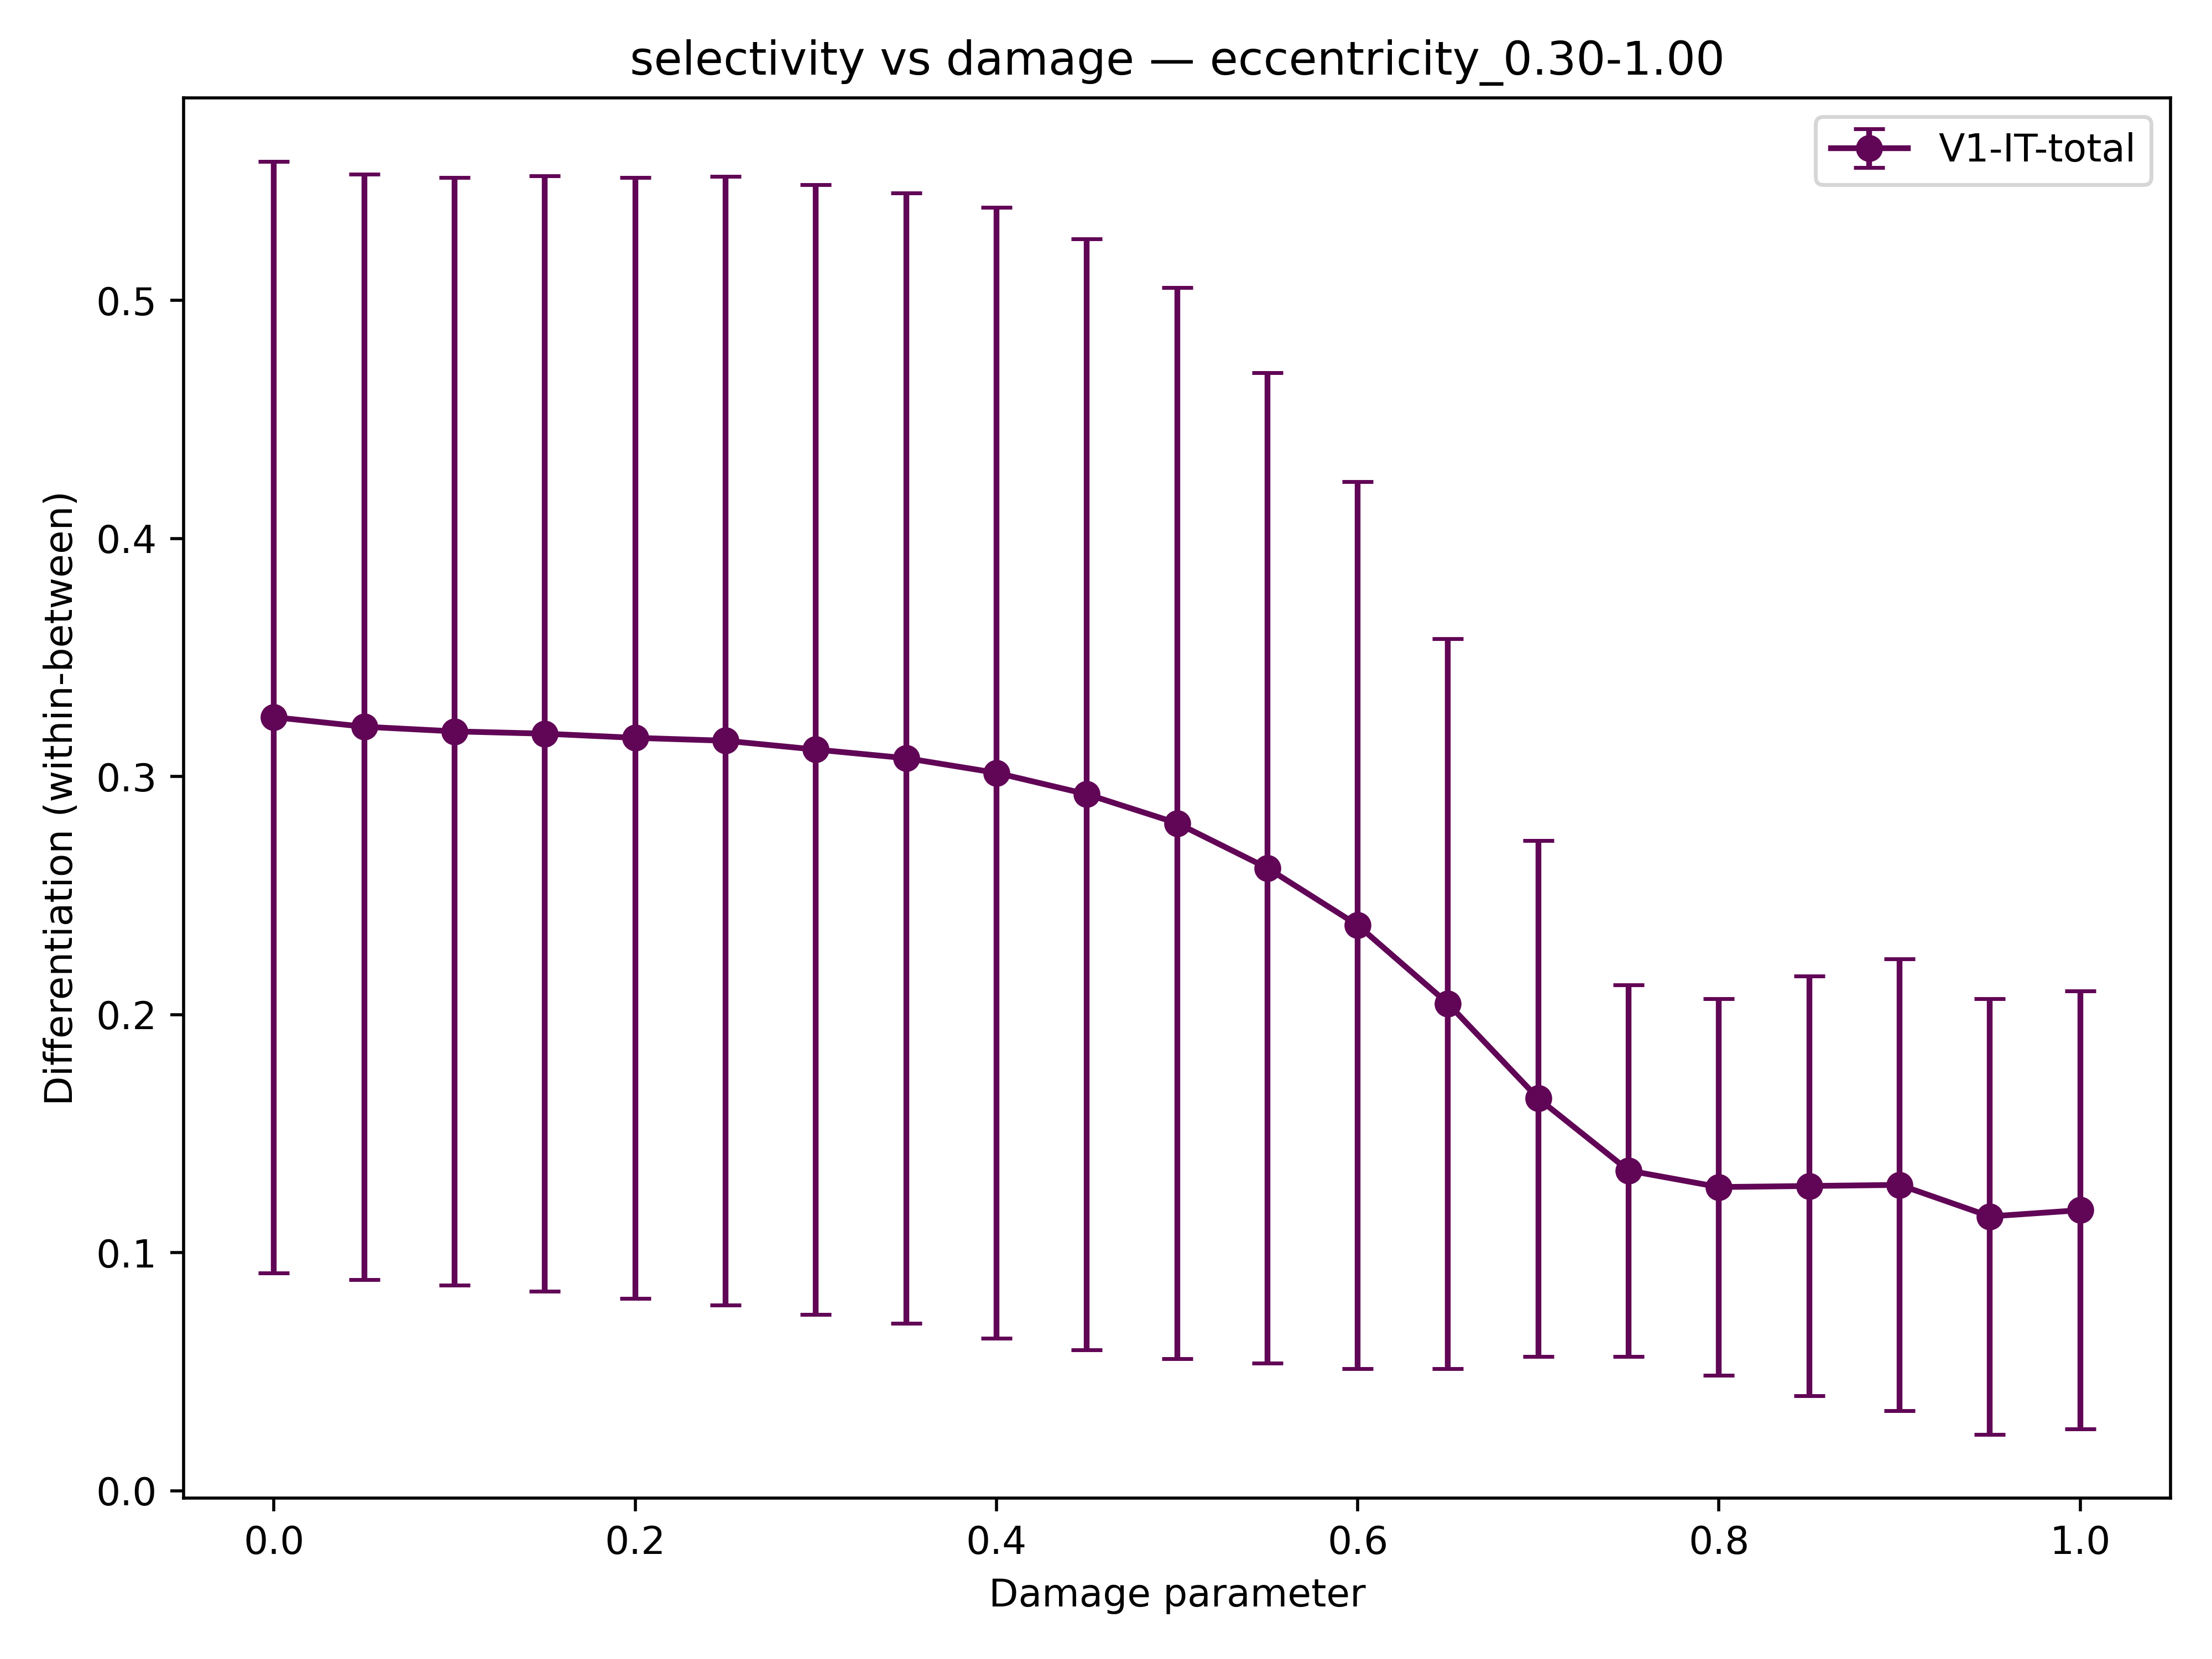 selectivity vs damage — eccentricity_0.30-1.00
V1-IT-total
Differentiation (within-between)
0.5
0.4
0.3
0.2
0.1
0.0
0.0 0.2 0.4 0.6 0.8 1.0
Damage parameter